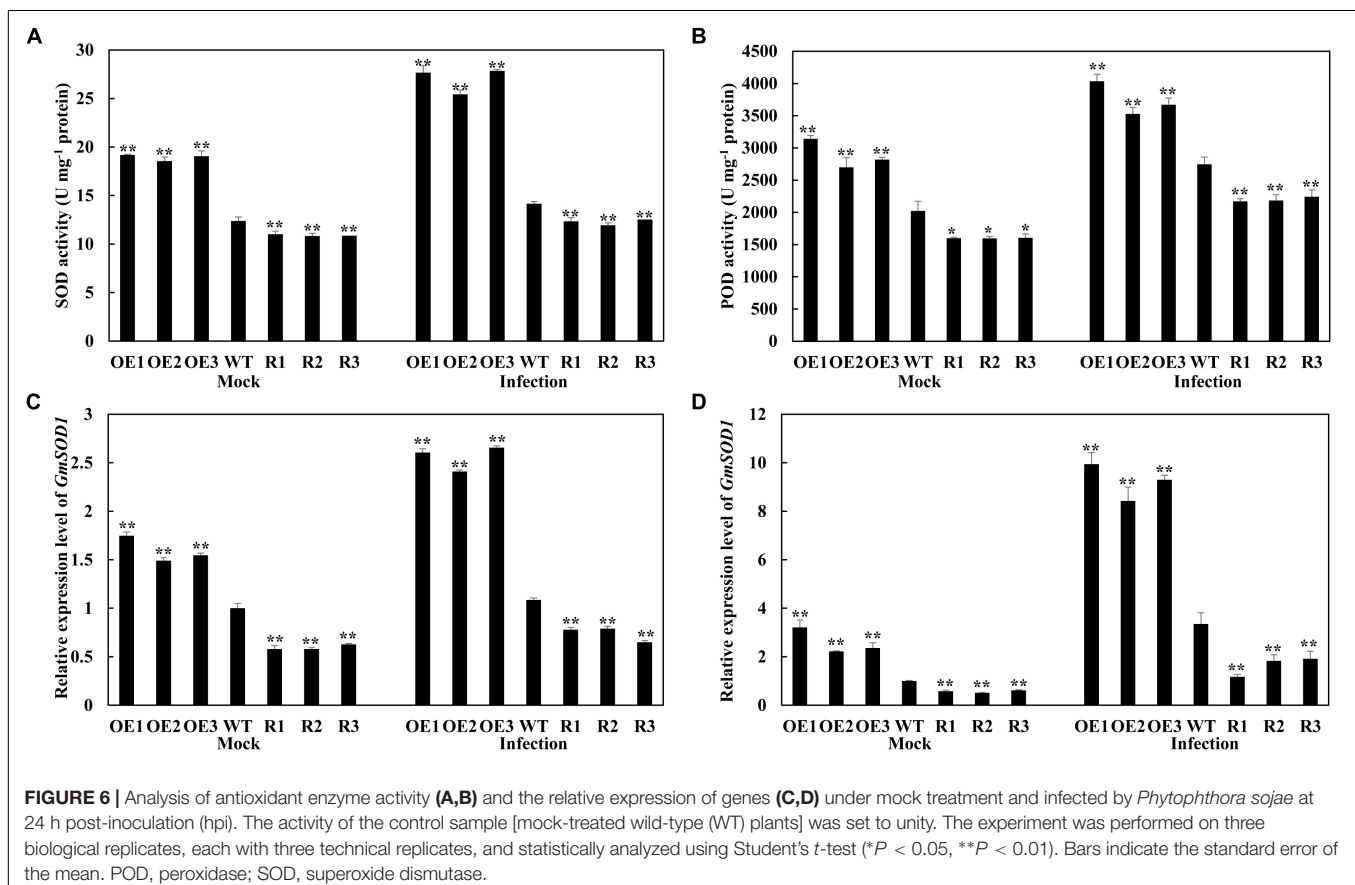 A
SOD activity (U mg-1 protein)
30
25
20
15
10
5
0
** ** ** ** ** ** ** ** ** ** ** **
OE1 OE2 OE3 WT R1 R2 R3 OE1 OE2 OE3 WT R1 R2 R3
Mock Infection
B
POD activity (U mg-1 protein)
4500
4000
3500
3000
2500
2000
1500
1000
500
0
** ** ** * * * ** ** ** ** ** **
OE1 OE2 OE3 WT R1 R2 R3 OE1 OE2 OE3 WT R1 R2 R3
Mock Infection
C
Relative expression level of GmSOD1
3
2.5
2
1.5
1
0.5
0
** ** ** ** ** ** ** ** ** ** ** **
OE1 OE2 OE3 WT R1 R2 R3 OE1 OE2 OE3 WT R1 R2 R3
Mock Infection
D
Relative expression level of GmSOD1
12
10
8
6
4
2
0
** ** ** ** ** ** ** ** ** ** ** **
OE1 OE2 OE3 WT R1 R2 R3 OE1 OE2 OE3 WT R1 R2 R3
Mock Infection
FIGURE 6 | Analysis of antioxidant enzyme activity (A,B) and the relative expression of genes (C,D) under mock treatment and infected by Phytophthora sojae at
24 h post-inoculation (hpi). The activity of the control sample [mock-treated wild-type (WT) plants] was set to unity. The experiment was performed on three
biological replicates, each with three technical replicates, and statistically analyzed using Student's t-test (*P < 0.05, **P < 0.01). Bars indicate the standard error of
the mean. POD, peroxidase; SOD, superoxide dismutase.